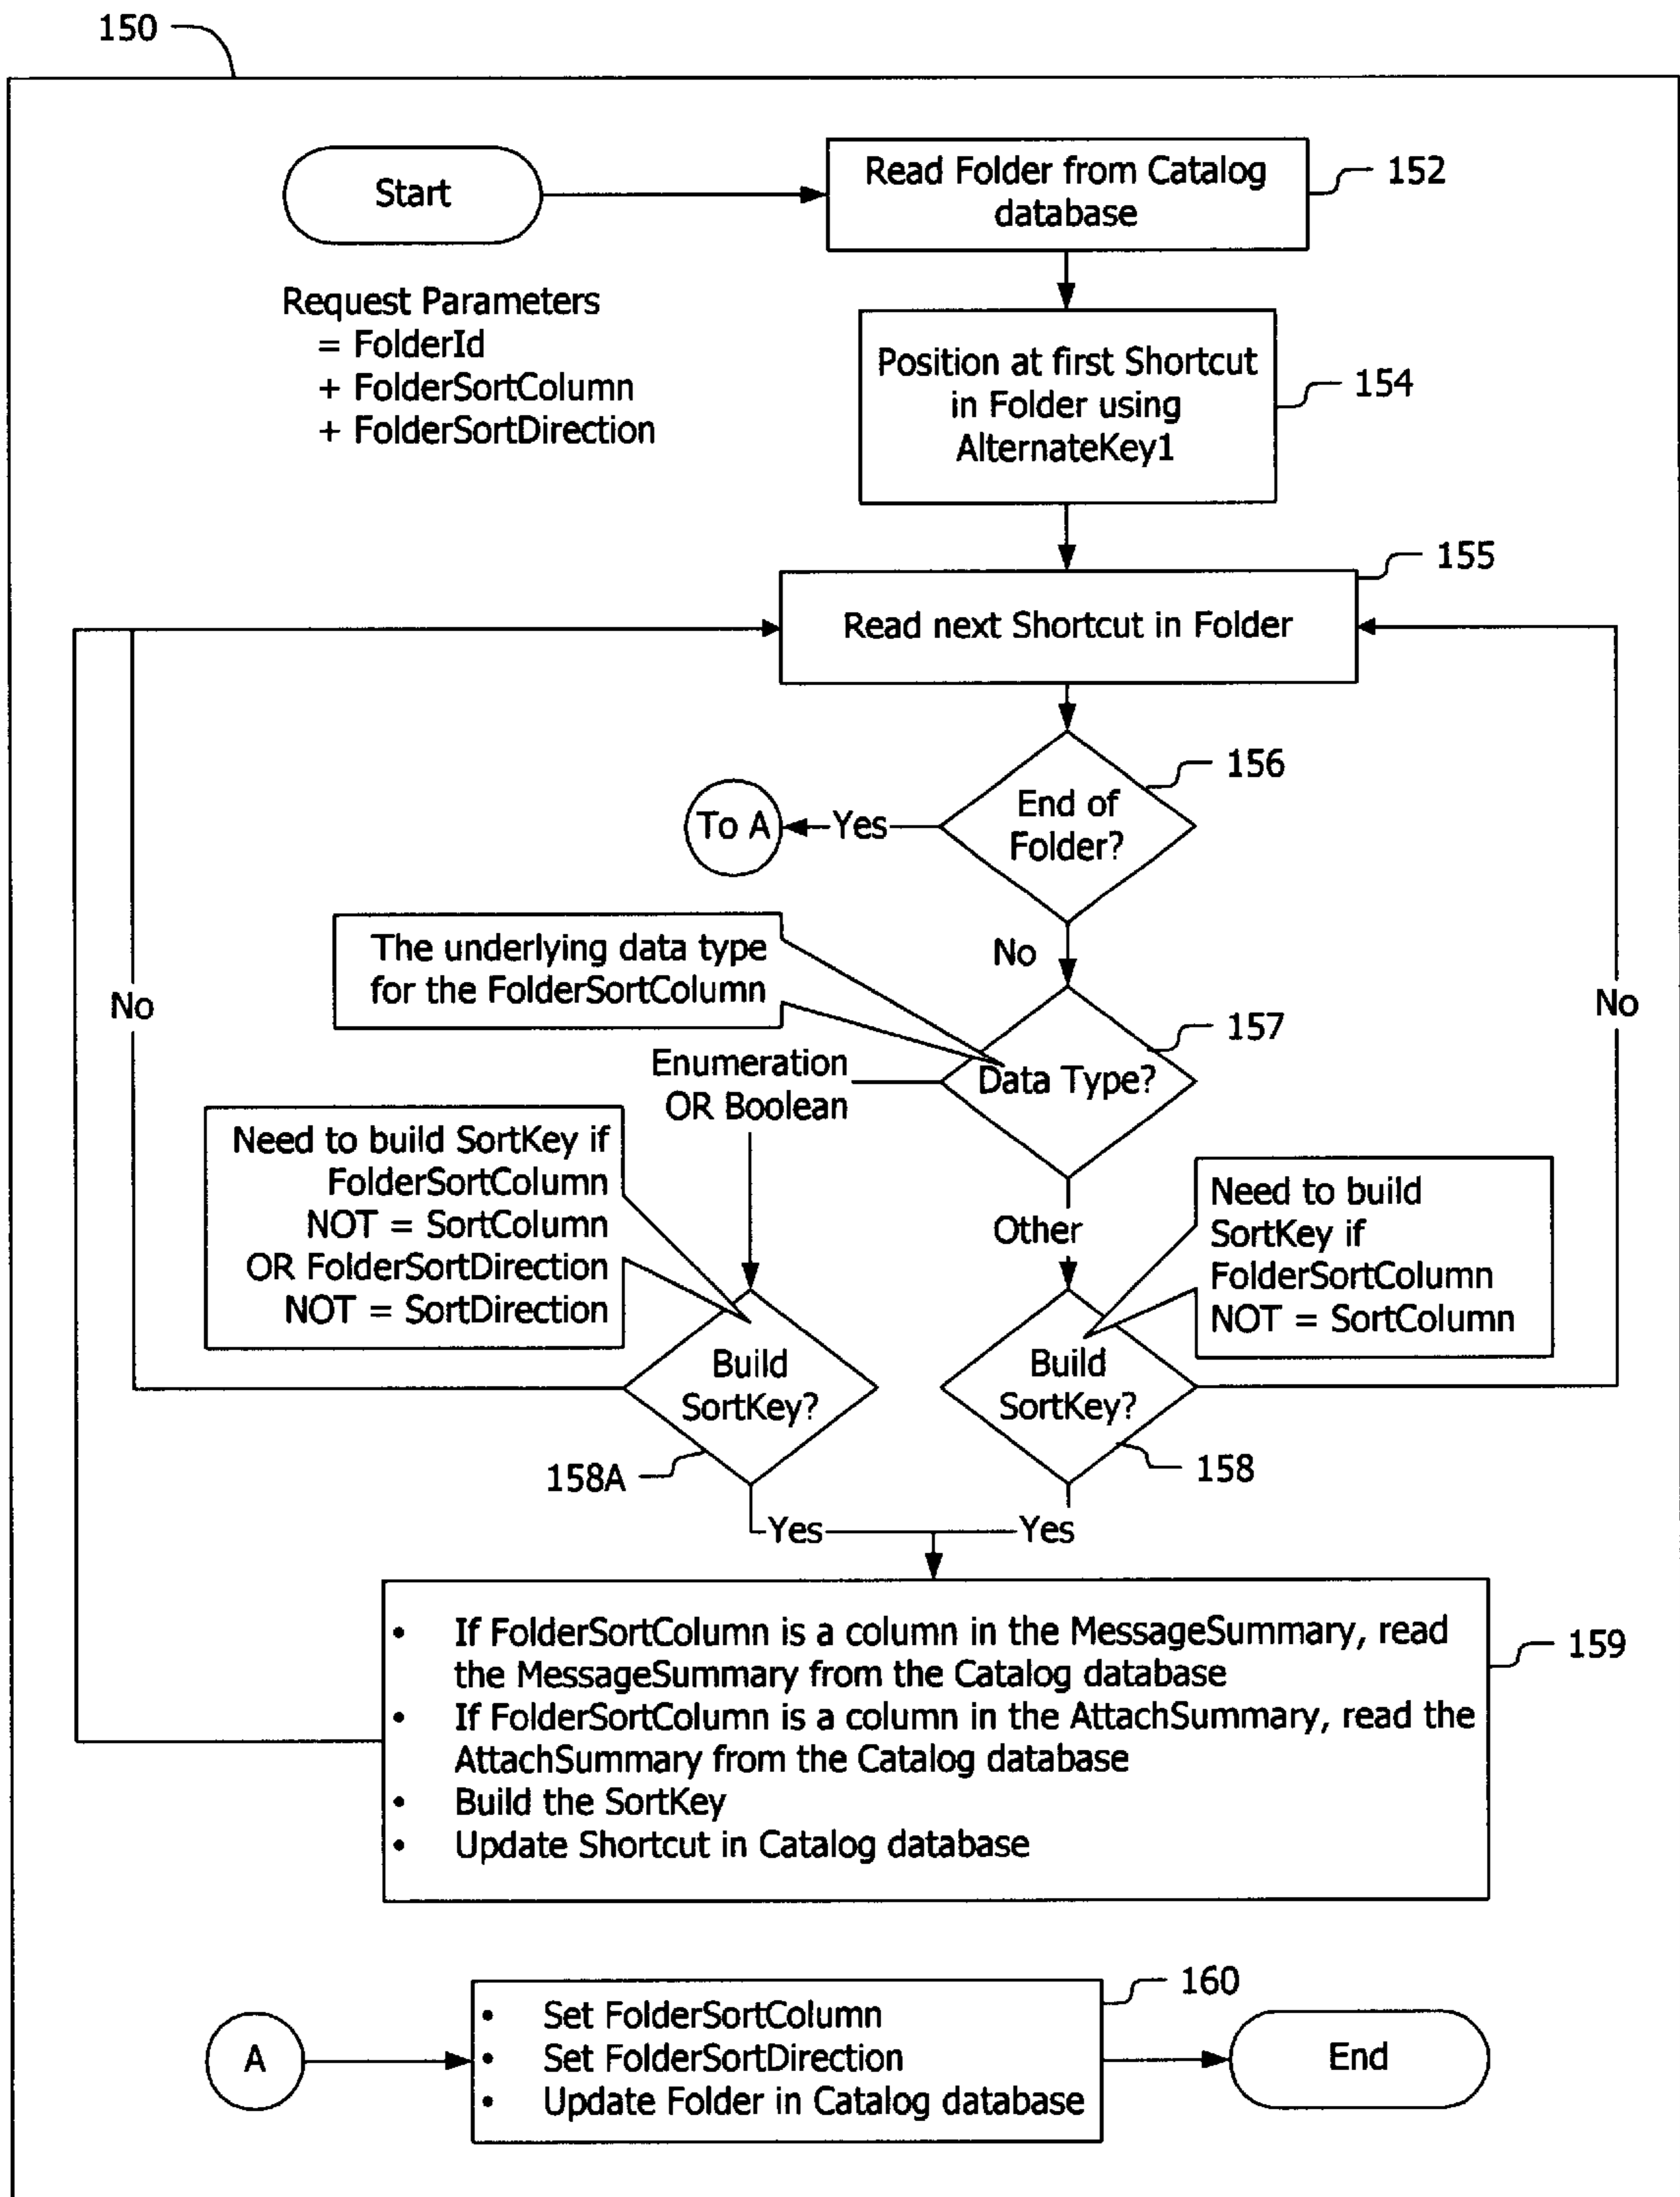 150
Start
Read Folder from Catalog
database
152
Request Parameters
= FolderId
+ FolderSortColumn
+ FolderSortDirection
Position at first Shortcut
in Folder using
AlternateKey1
154
155
Read next Shortcut in Folder
156
End of
Folder?
To A
Yes
No
The underlying data type
for the FolderSortColumn
No
No
157
Data Type?
Enumeration
OR Boolean
Other
Need to build SortKey if
FolderSortColumn
NOT = SortColumn
OR FolderSortDirection
NOT = SortDirection
Need to build
SortKey if
FolderSortColumn
NOT = SortColumn
Build
SortKey?
Build
SortKey?
158A
158
Yes
Yes
• If FolderSortColumn is a column in the MessageSummary, read
the MessageSummary from the Catalog database
• If FolderSortColumn is a column in the AttachSummary, read the
AttachSummary from the Catalog database
• Build the SortKey
• Update Shortcut in Catalog database
159
160
A
• Set FolderSortColumn
• Set FolderSortDirection
• Update Folder in Catalog database
End